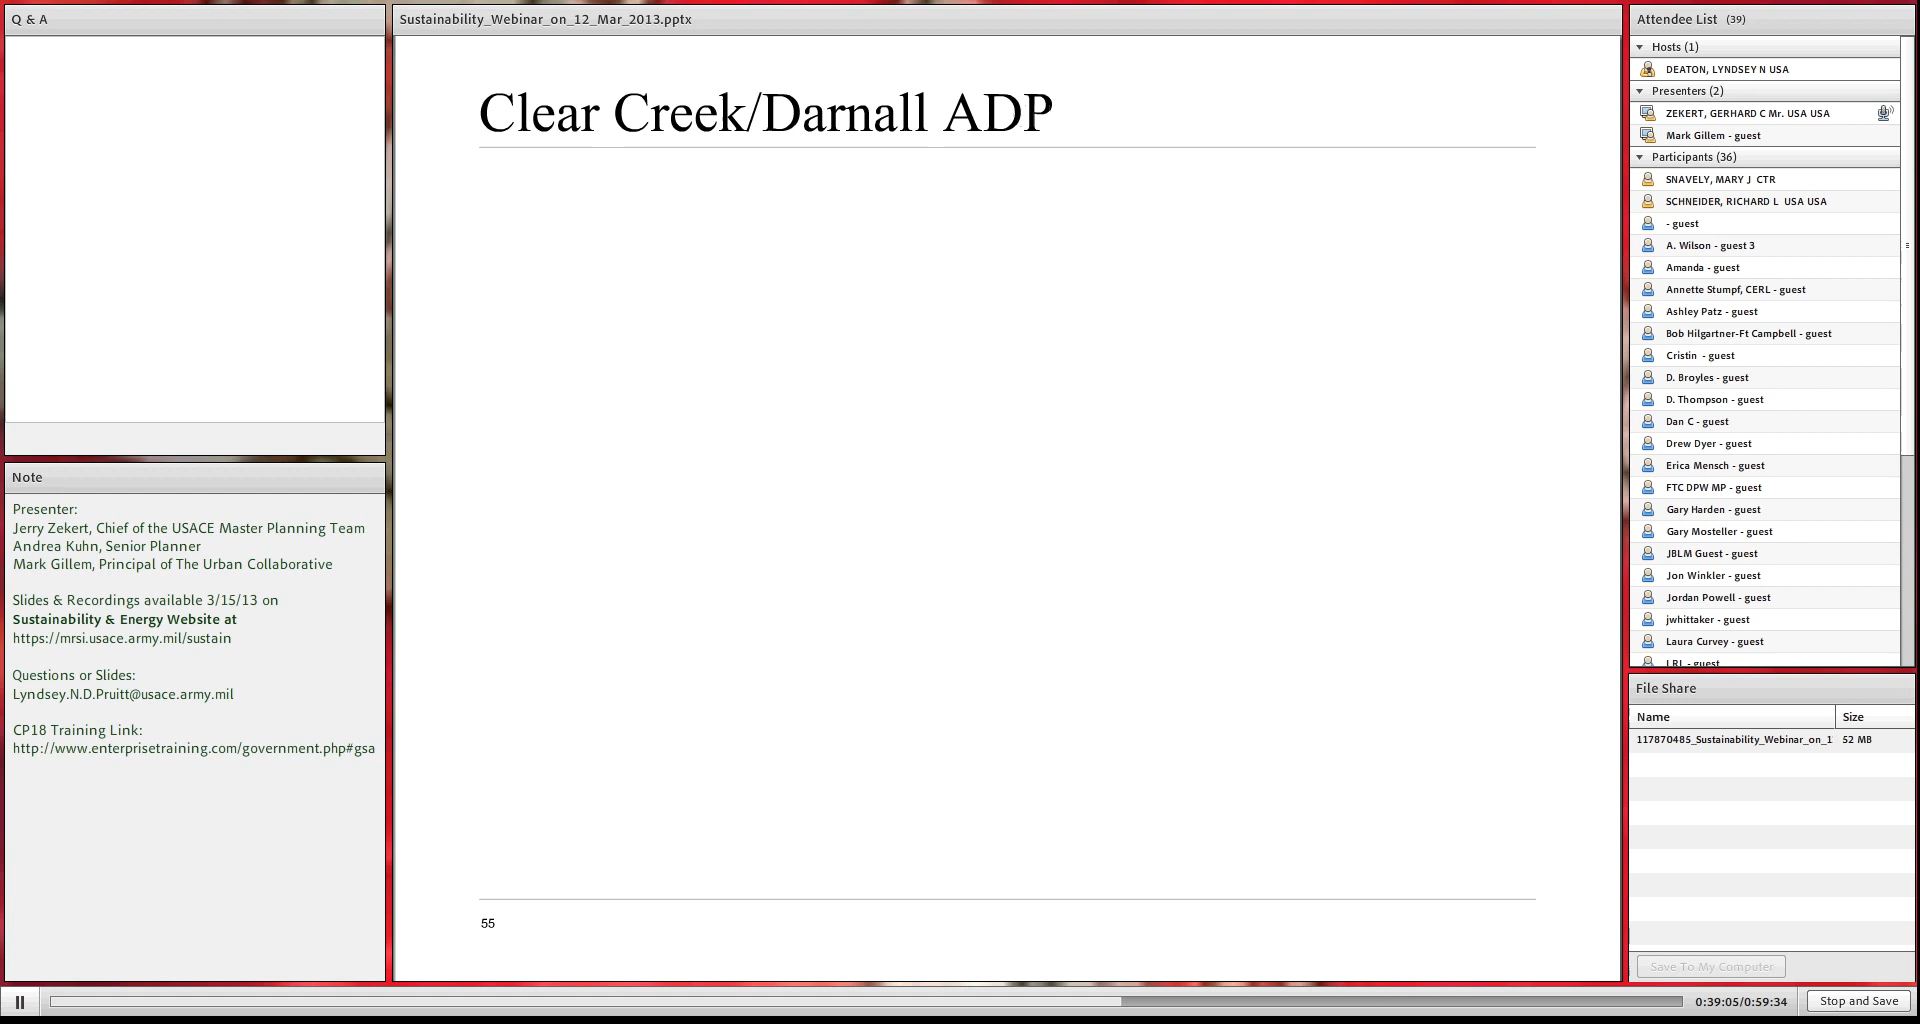 Q & A
Note
Presenter:
Jerry Zekert, Chief of the USACE Master Planning Team
Andrea Kuhn, Senior Planner
Mark Gillem, Principal of The Urban Collaborative
Slides & Recordings available 3/15/13 on
Sustainability & Energy Website at
https://mrsi.usace.army.mil/sustain
Questions or Slides:
Lyndsey.N.D.Pruitt@usace.army.mil
CP18 Training Link:
http://www.enterprisetraining.com/government.php#gsa
Sustainability_Webinar_on_12_Mar_2013.pptx
Clear Creek/Darnall ADP
55
Attendee List (39)
Hosts (1)
DEATON, LYNDSEY N USA
Presenters (2)
ZEKERT, GERHARD C Mr. USA USA
Mark Gillem - guest
Participants (36)
SNAVELY, MARY J CTR
SCHNEIDER, RICHARD L USA USA
- guest
A. Wilson - guest 3
Amanda - guest
Annette Stumpf, CERL - guest
Ashley Patz - guest
Bob Hilgartner-Ft Campbell - guest
Cristin - guest
D. Broyles - guest
D. Thompson - guest
Dan C - guest
Drew Dyer - guest
Erica Mensch - guest
FTC DPW MP - guest
Gary Harden - guest
Gary Mosteller - guest
JBLM Guest - guest
Jon Winkler - guest
Jordan Powell - guest
jwhittaker - guest
Laura Curvey - guest
LRL - guest
File Share
Name Size
117870485_Sustainability_Webinar_on_1 52 MB
Save To My Computer
0:39:05/0:59:34
Stop and Save